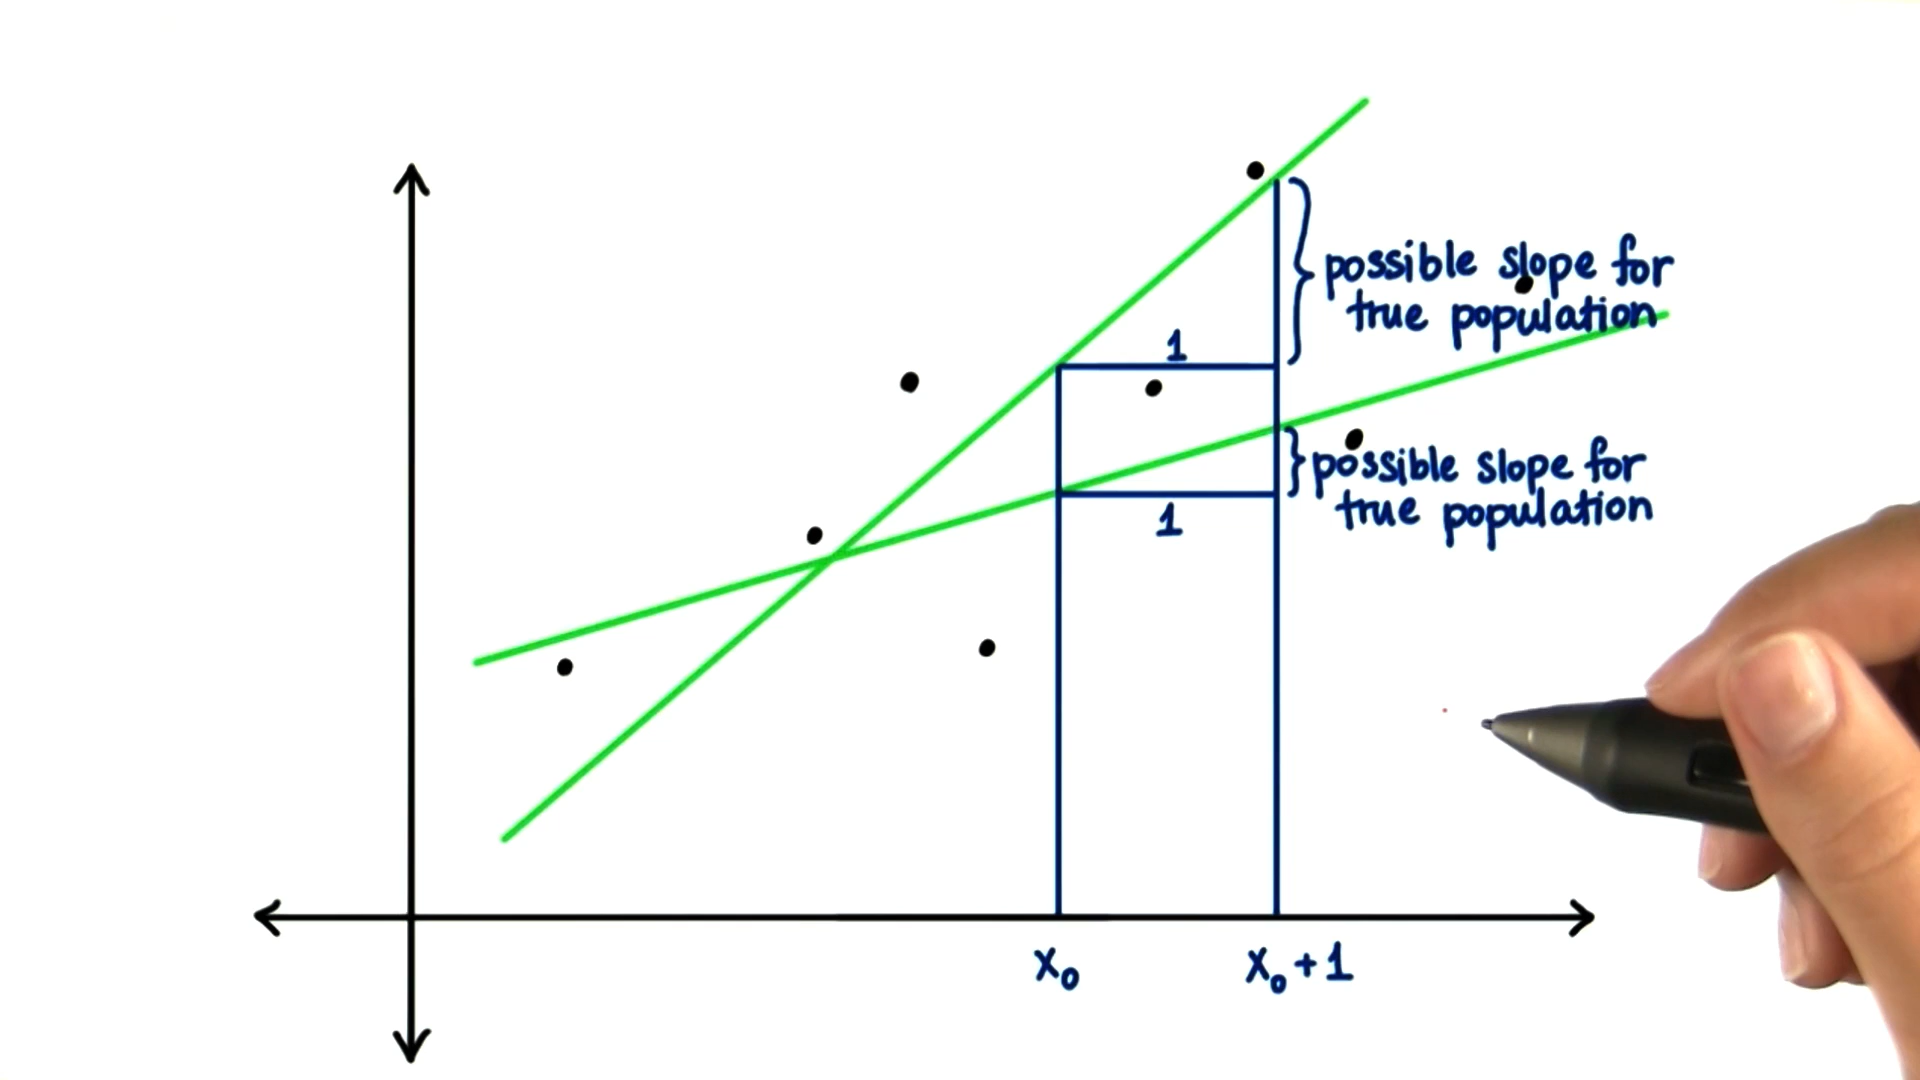 possible slope for
true population
1
possible slope for
true population
1
x₀
x₀+1